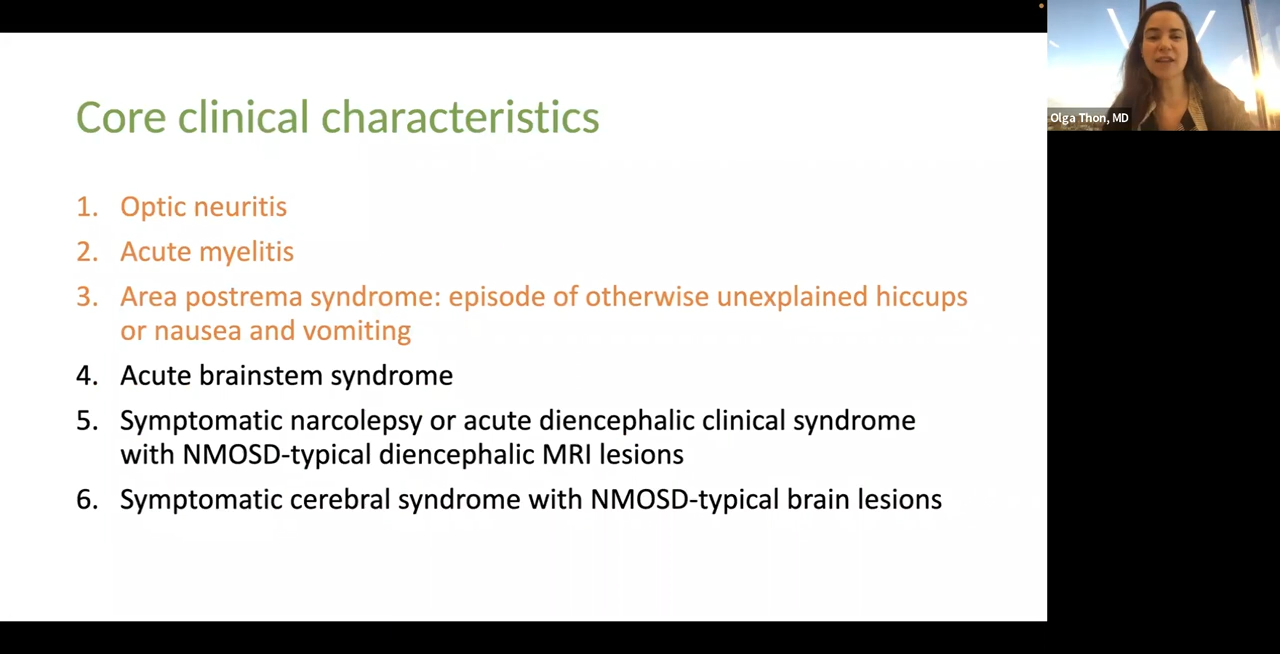 Core clinical characteristics
1. Optic neuritis
2. Acute myelitis
3. Area postrema syndrome: episode of otherwise unexplained hiccups
or nausea and vomiting
4. Acute brainstem syndrome
5. Symptomatic narcolepsy or acute diencephalic clinical syndrome
with NMOSD-typical diencephalic MRI lesions
6. Symptomatic cerebral syndrome with NMOSD-typical brain lesions
Olga Thon, MD